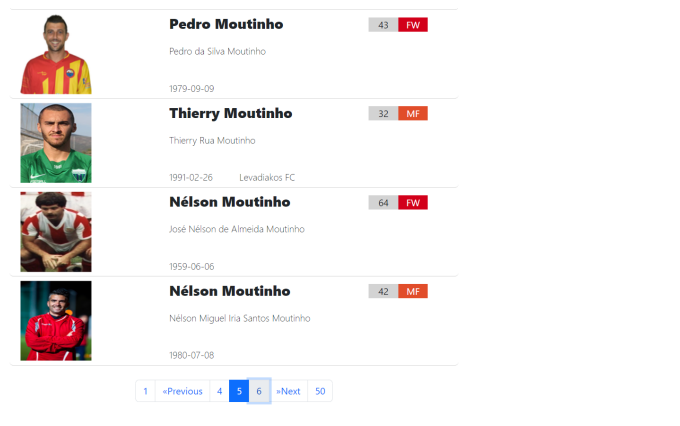 Pedro Moutinho 43 FW
Pedro da Silva Moutinho
1979-09-09
Thierry Moutinho 32 MF
Thierry Rua Moutinho
1991-02-26 Levadiakos FC
Nélson Moutinho 64 FW
José Nélson de Almeida Moutinho
1959-06-06
Nélson Moutinho 42 MF
Nélson Miguel Iria Santos Moutinho
1980-07-08
1 «Previous 4 5 6 »Next 50